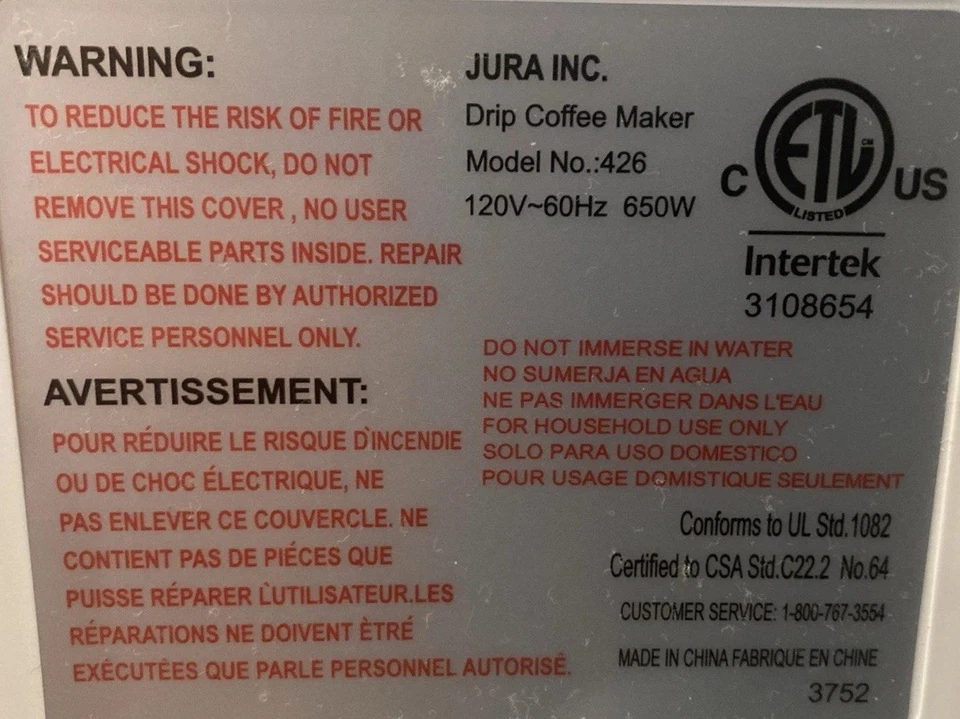 WARNING:
TO REDUCE THE RISK OF FIRE OR
ELECTRICAL SHOCK, DO NOT
REMOVE THIS COVER , NO USER
SERVICEABLE PARTS INSIDE. REPAIR
SHOULD BE DONE BY AUTHORIZED
SERVICE PERSONNEL ONLY.
AVERTISSEMENT:
POUR RÉDUIRE LE RISQUE D'INCENDIE
OU DE CHOC ÉLECTRIQUE, NE
PAS ENLEVER CE COUVERCLE. NE
CONTIENT PAS DE PIÉCES QUE
PUISSE RÉPARER L'UTILISATEUR.LES
RÉPARATIONS NE DOIVENT ÈTRÉ
EXÉCUTÉES QUE PARLE PERSONNEL AUTORISÉ.
JURA INC.
Drip Coffee Maker
Model No.:426
120V~60Hz 650W
C ETL CM US
LISTED
Intertek
3108654
DO NOT IMMERSE IN WATER
NO SUMERJA EN AGUA
NE PAS IMMERGER DANS L'EAU
FOR HOUSEHOLD USE ONLY
SOLO PARA USO DOMESTICO
POUR USAGE DOMISTIQUE SEULEMENT
Conforms to UL Std.1082
Certified to CSA Std.C22.2 No.64
CUSTOMER SERVICE: 1-800-767-3554
MADE IN CHINA FABRIQUE EN CHINE
3752